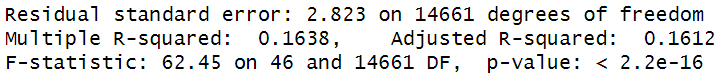 Residual standard error: 2.823 on 14661 degrees of freedom
Multiple R-squared:  0.1638,    Adjusted R-squared:  0.1612
F-statistic: 62.45 on 46 and 14661 DF,  p-value: < 2.2e-16